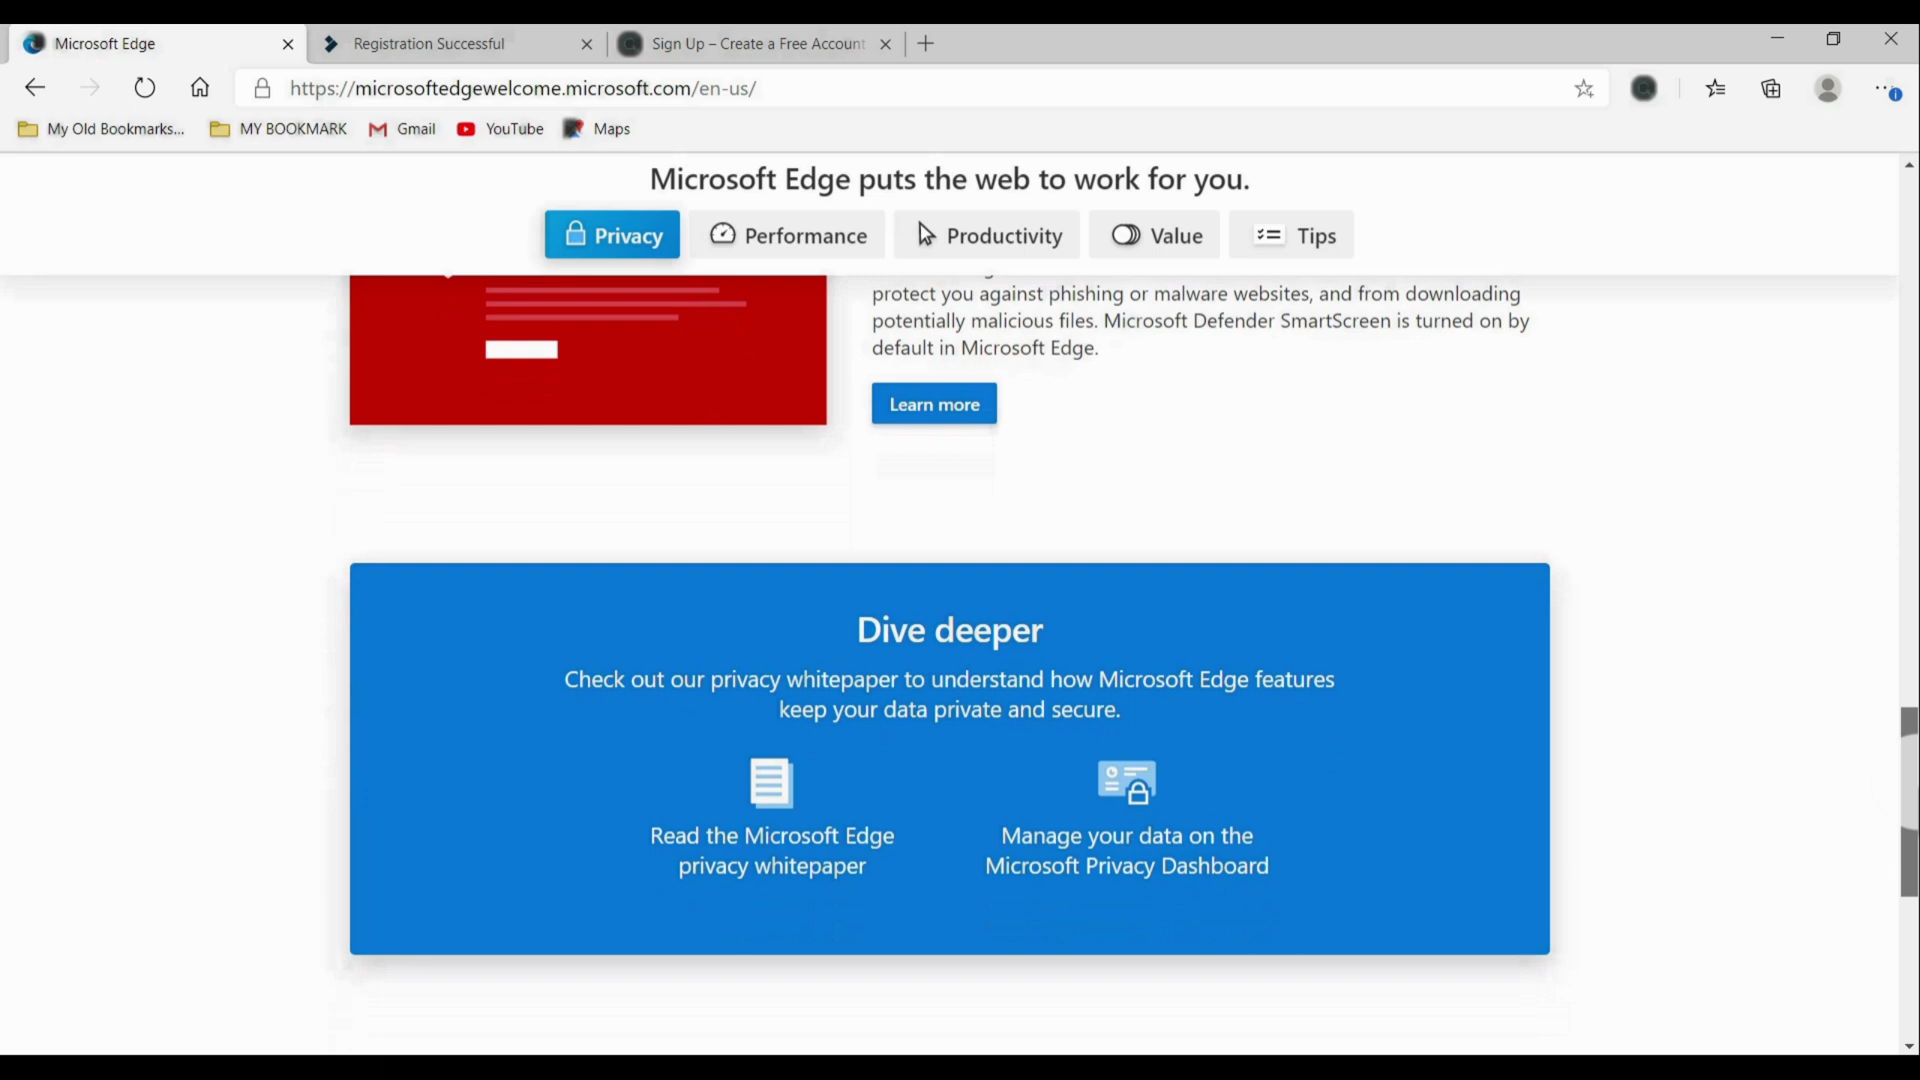 Microsoft Edge
Registration Successful
Sign Up – Create a Free Account
https://microsoftedgewelcome.microsoft.com/en-us/
My Old Bookmarks...
MY BOOKMARK
Gmail
YouTube
Maps
Microsoft Edge puts the web to work for you.
Privacy
Performance
Productivity
Value
Tips
protect you against phishing or malware websites, and from downloading
potentially malicious files. Microsoft Defender SmartScreen is turned on by
default in Microsoft Edge.
Learn more
Dive deeper
Check out our privacy whitepaper to understand how Microsoft Edge features
keep your data private and secure.
Read the Microsoft Edge
privacy whitepaper
Manage your data on the
Microsoft Privacy Dashboard